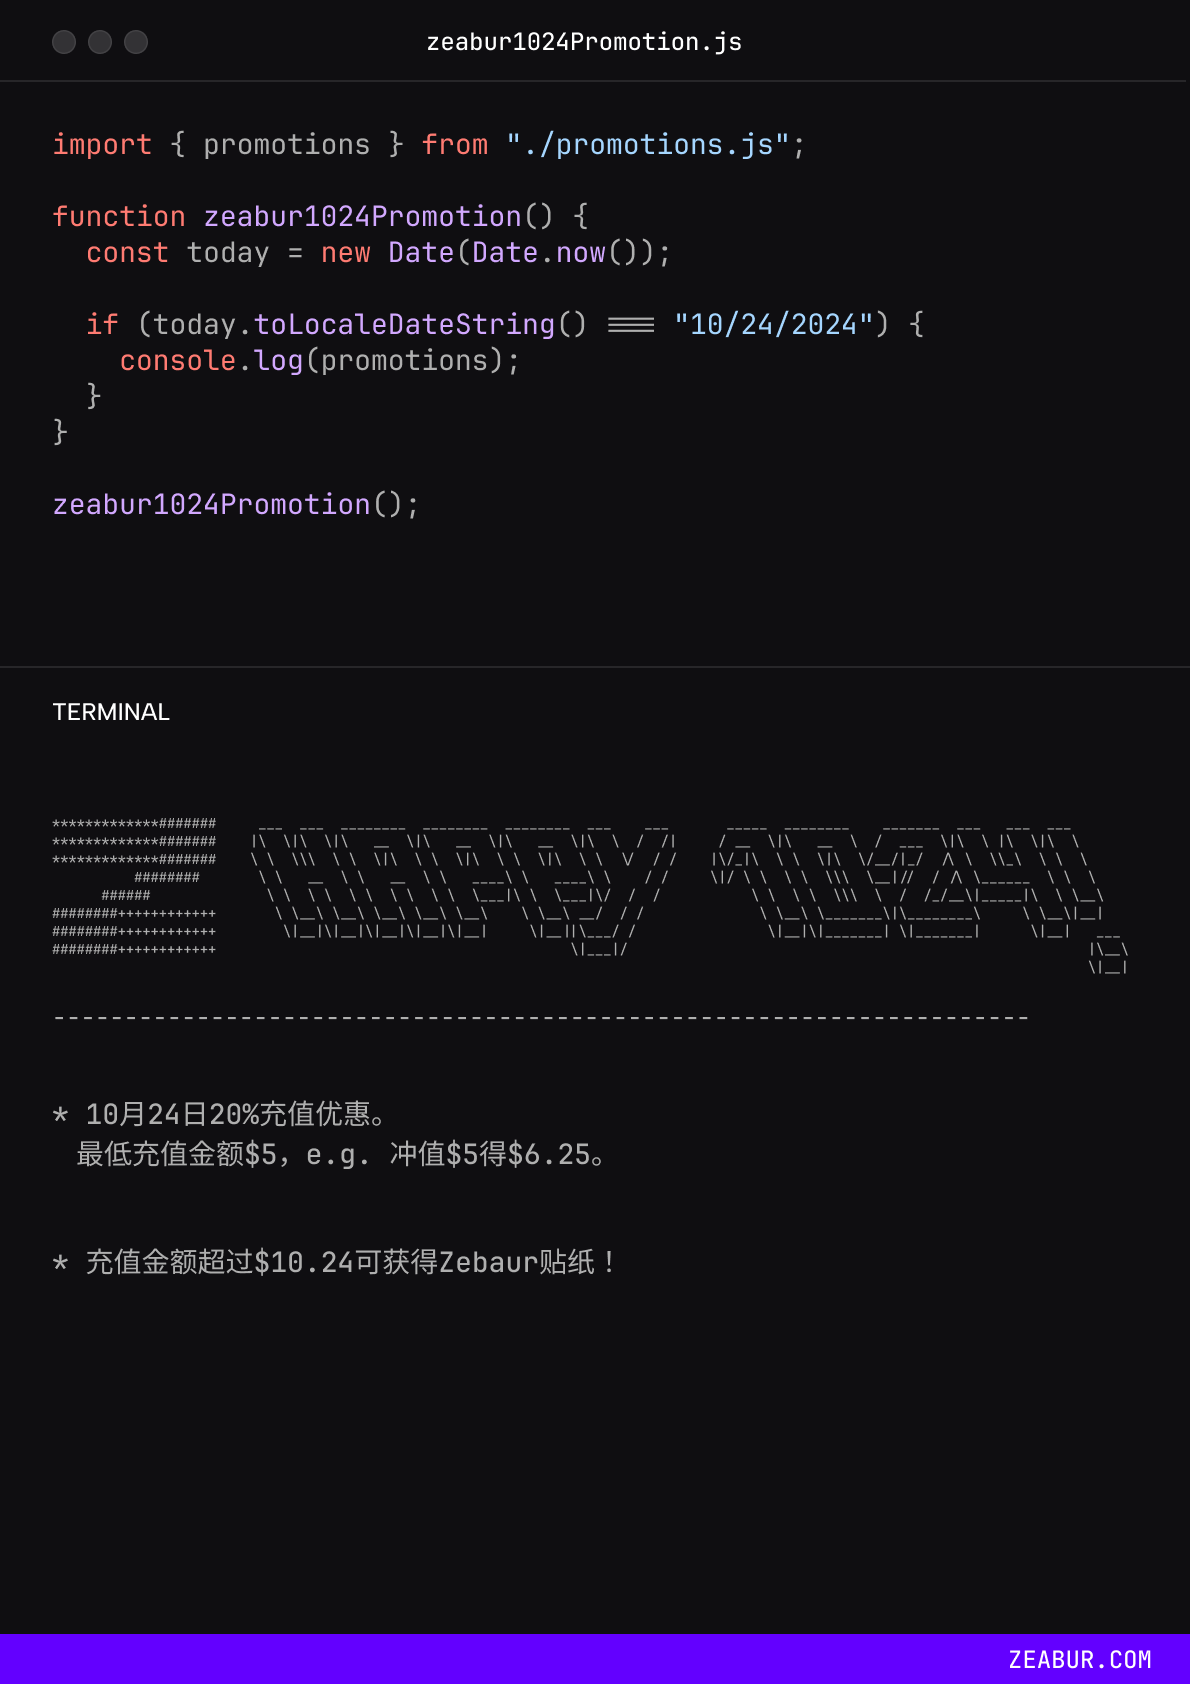 zeabur1024Promotion.js
import { promotions } from "./promotions.js";
function zeabur1024Promotion() {
const today = new Date(Date.now());
if (today.toLocaleDateString() === "10/24/2024") {
console.log(promotions);
}
}
zeabur1024Promotion();
TERMINAL
HAPPY 1024!
* 10月24日20%充值优惠。
最低充值金额$5，e.g. 冲值$5得$6.25。
* 充值金额超过$10.24可获得Zebaur贴纸！
ZEABUR.COM